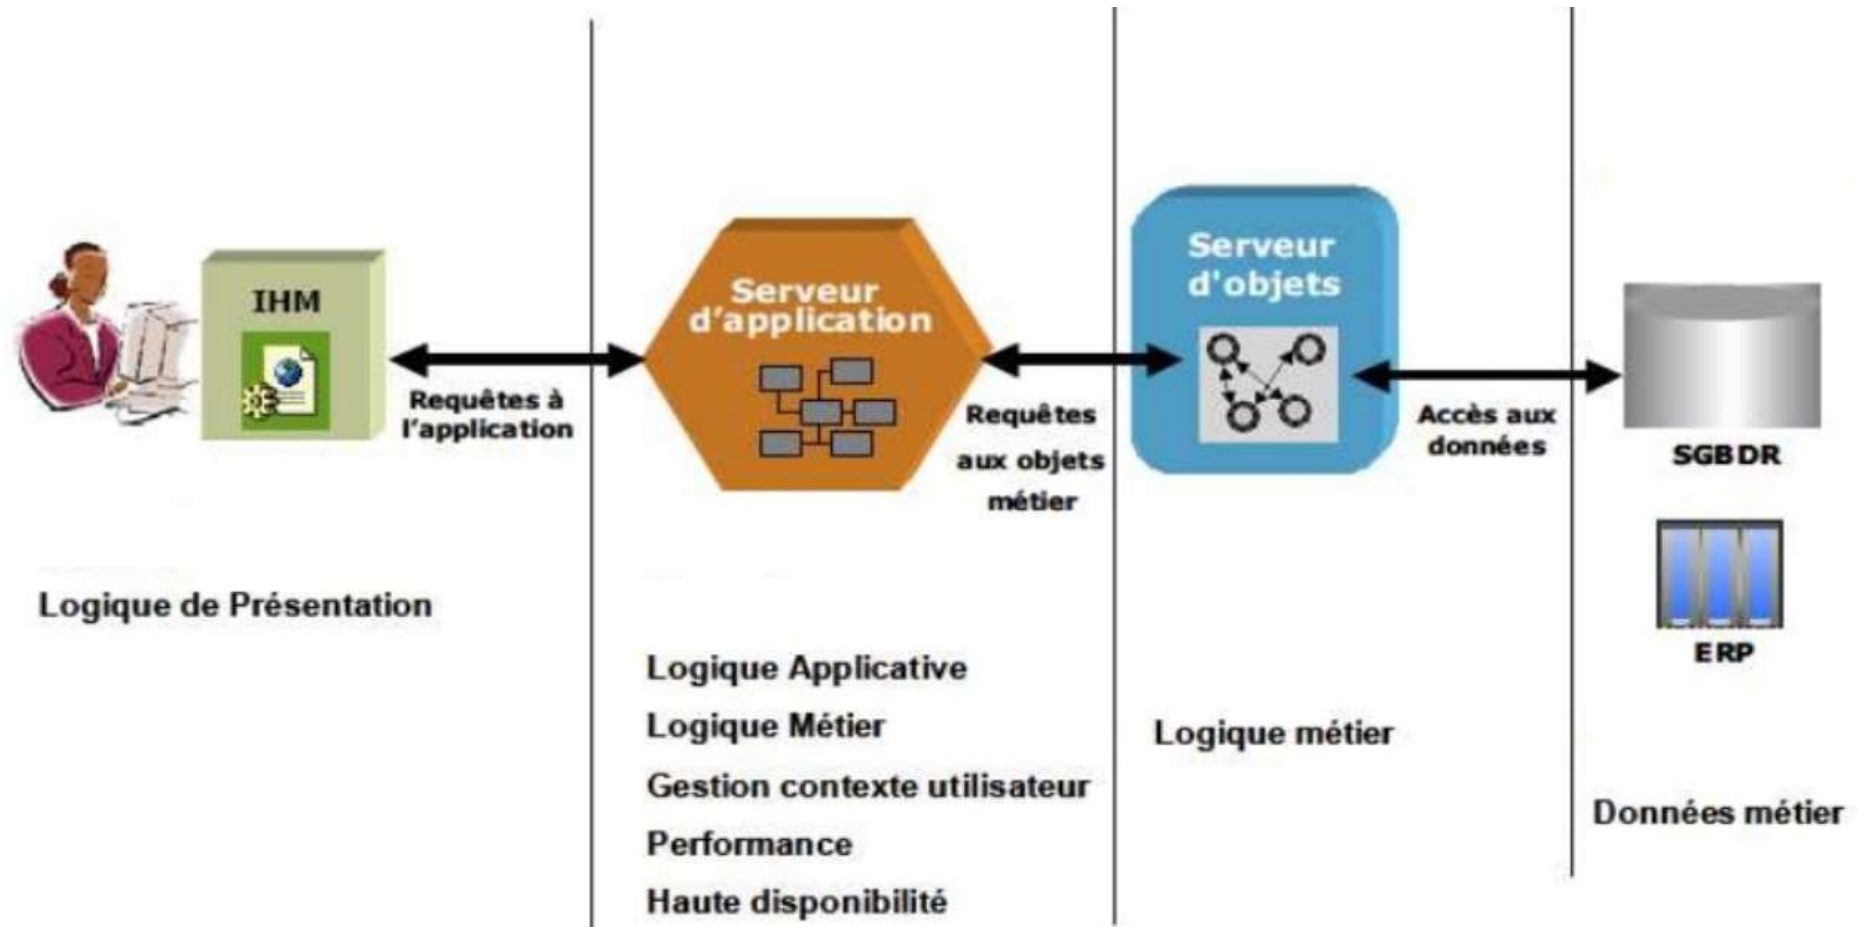 IHM
Requêtes à
l'application
Logique de Présentation
Serveur
d'application
Requêtes
aux objets
métier
Logique Applicative
Logique Métier
Gestion contexte utilisateur
Performance
Haute disponibilité
Serveur
d'objets
Logique métier
Accès aux
données
SGBDR
ERP
Données métier